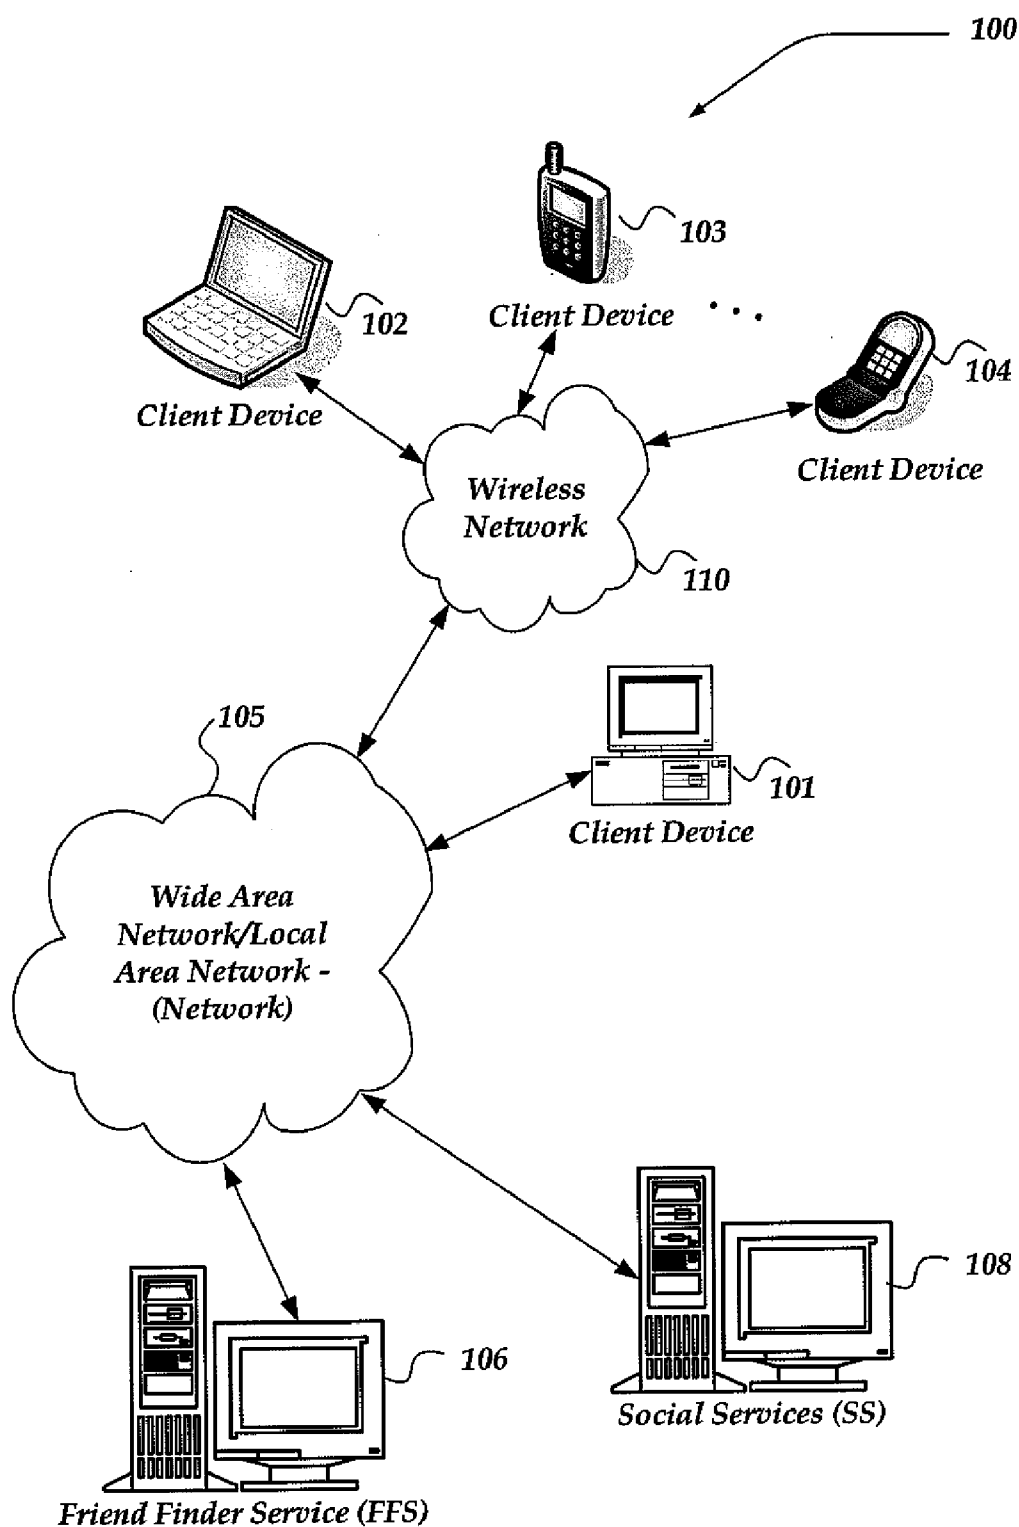 100
103
Client Device
102
Client Device
104
Client Device
Wireless
Network
110
105
101
Client Device
Wide Area
Network/Local
Area Network -
(Network)
108
Social Services (SS)
106
Friend Finder Service (FFS)